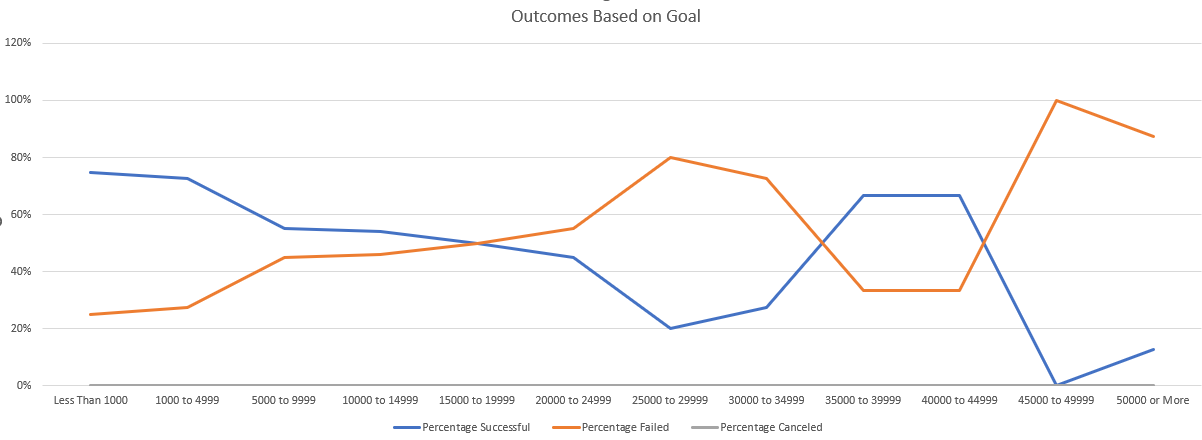 Outcomes Based on Goal
120%
100%
80%
60%
40%
20%
0%
Less Than 1000 1000 to 4999 5000 to 9999 10000 to 14999 15000 to 19999 20000 to 24999 25000 to 29999 30000 to 34999 35000 to 39999 40000 to 44999 45000 to 49999 50000 or More
Percentage Successful Percentage Failed Percentage Canceled